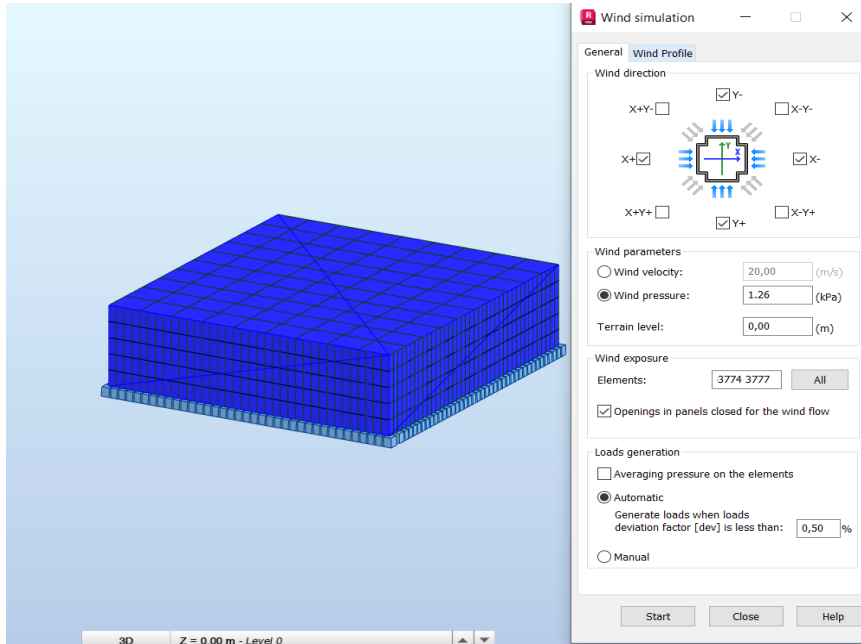 R
PRO
Wind simulation
General Wind Profile
Wind direction
Y-
X+Y- X-Y-
Y
X
X+ X-
X+Y+ X-Y+
Y+
Wind parameters
Wind velocity: 20,00 (m/s)
Wind pressure: 1.26 (kPa)
Terrain level: 0,00 (m)
Wind exposure
Elements: 3774 3777 All
Openings in panels closed for the wind flow
Loads generation
Averaging pressure on the elements
Automatic
Generate loads when loads
deviation factor [dev] is less than: 0,50 %
Manual
Start Close Help
3D Z = 0.00 m - Level 0